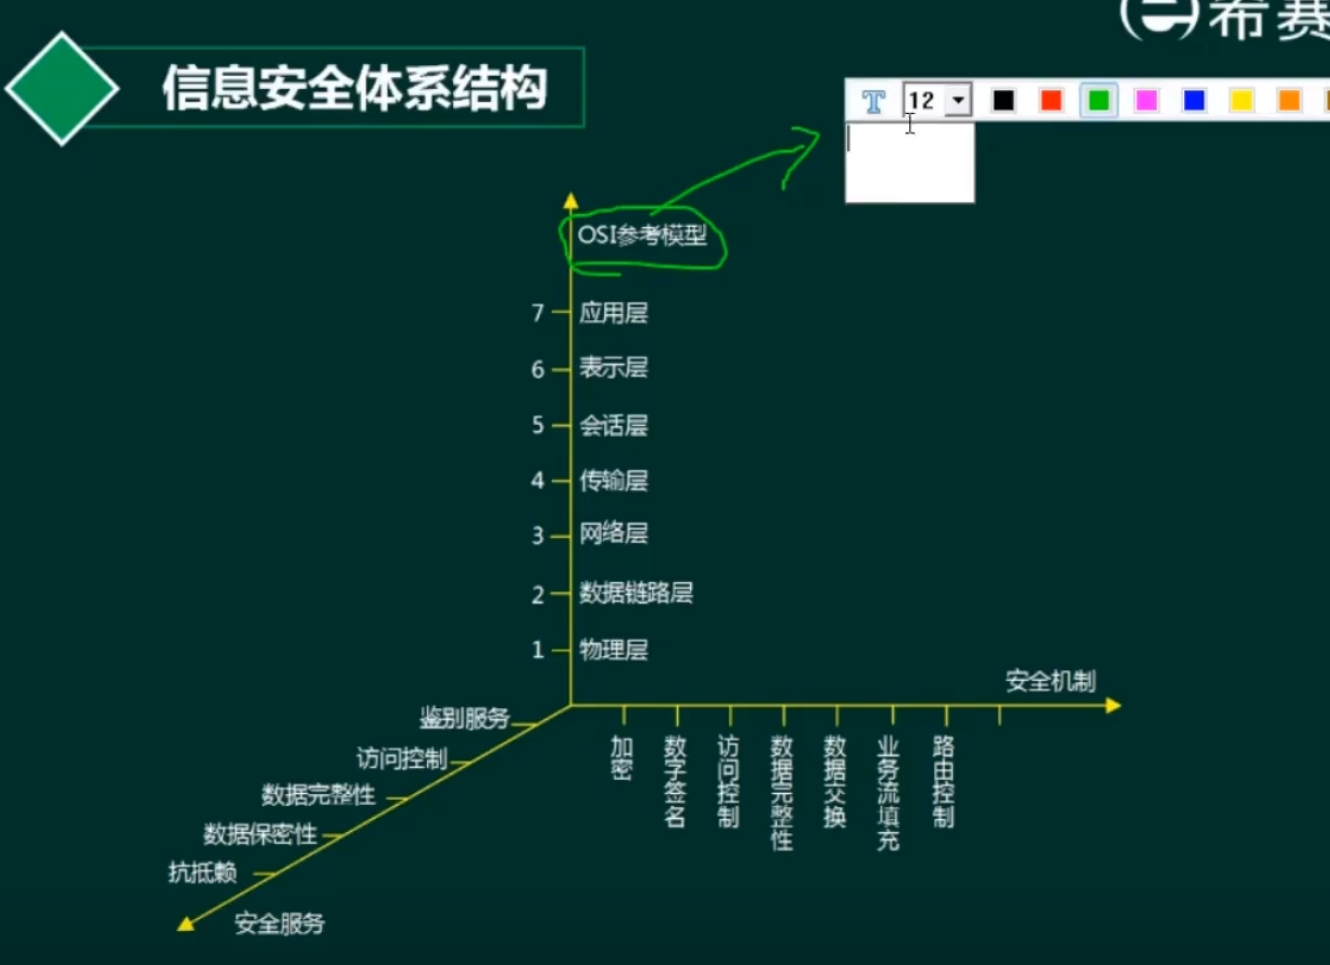 希赛
信息安全体系结构
T 12
OSI参考模型
7 应用层
6 表示层
5 会话层
4 传输层
3 网络层
2 数据链路层
1 物理层
安全机制
加密
数字签名
访问控制
数据完整性
数据交换
业务流填充
路由控制
鉴别服务
访问控制
数据完整性
数据保密性
抗抵赖
安全服务